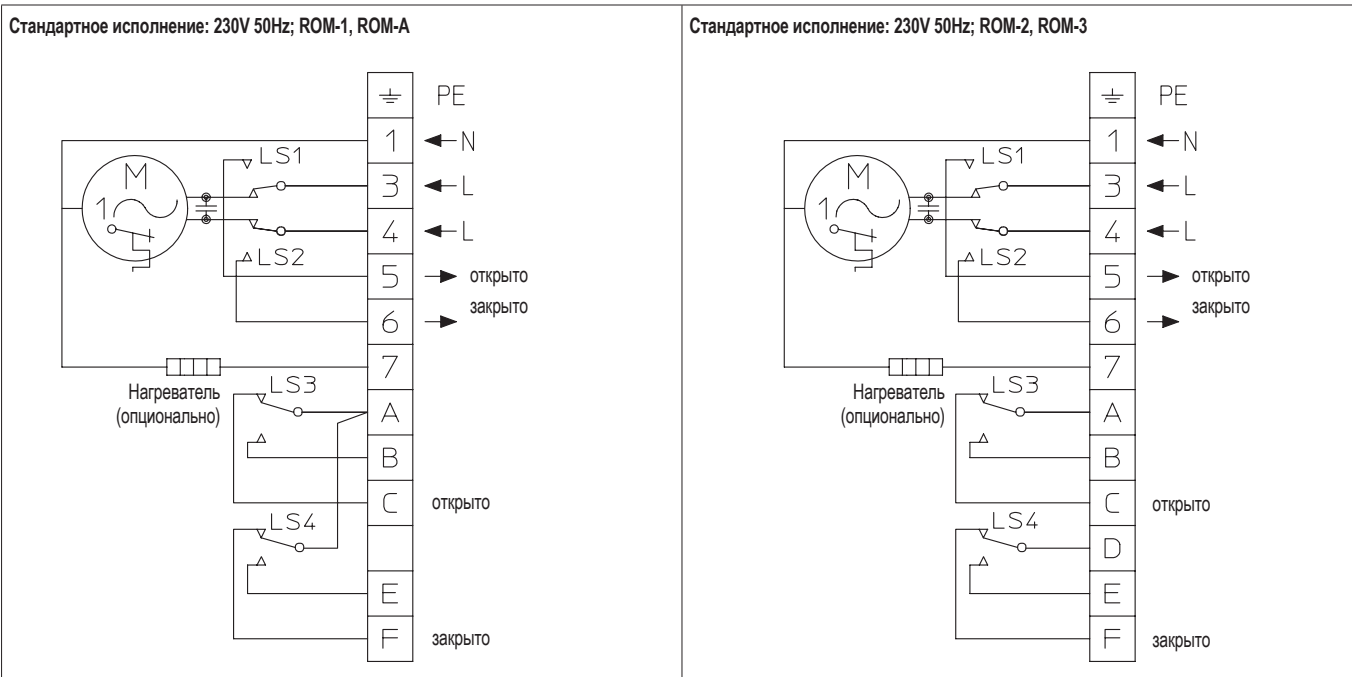 Стандартное исполнение: 230V 50Hz; ROM-1, ROM-A
PE
1 N
LS1
M
1
3 L
4 L
LS2
5 открыто
закрыто
6
7
Нагреватель
(опционально)
LS3
A
B
C открыто
LS4
E
F закрыто
Стандартное исполнение: 230V 50Hz; ROM-2, ROM-3
PE
1 N
LS1
M
1
3 L
4 L
LS2
5 открыто
закрыто
6
7
Нагреватель
(опционально)
LS3
A
B
C открыто
LS4
D
E
F закрыто